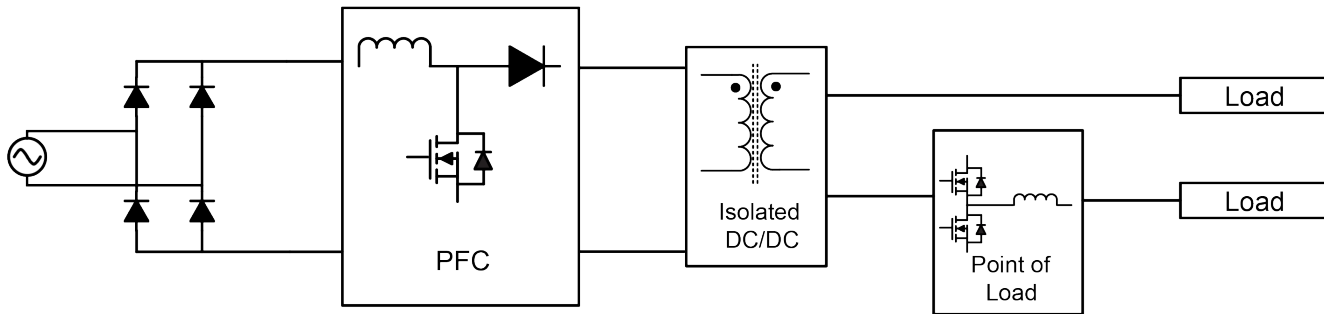 PFC
Isolated
DC/DC
Load
Point of
Load
Load